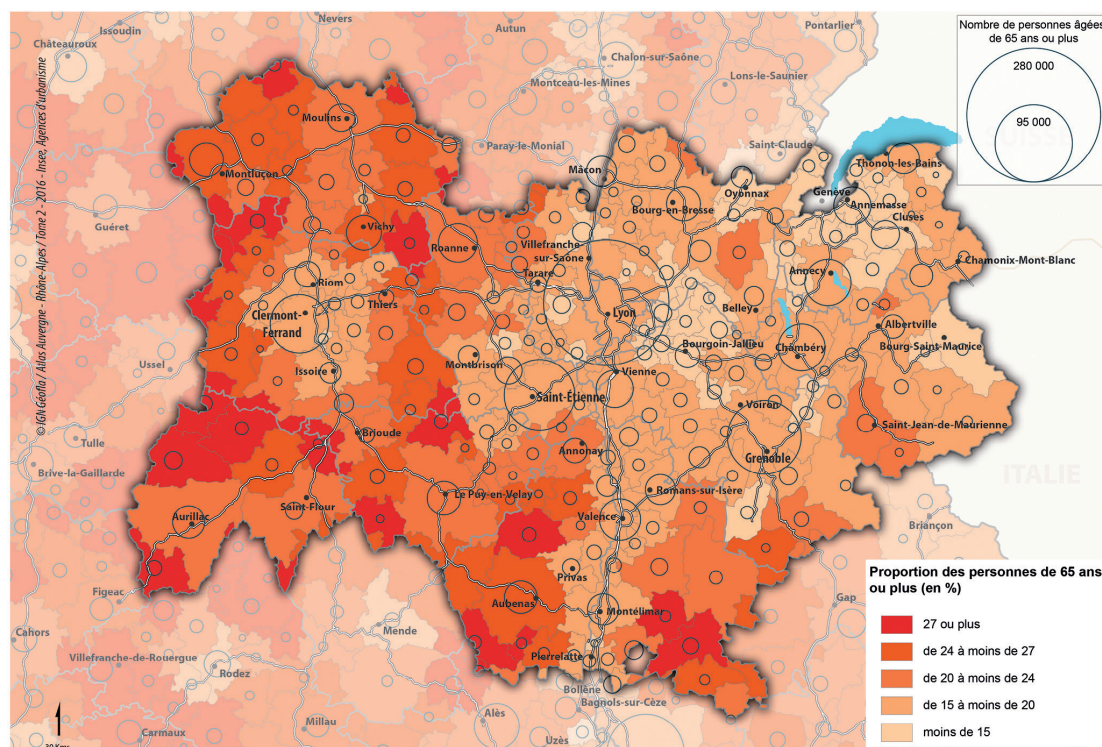 Issoudin
Nevers
Autun
Pontarlier
Châteauroux
Chalon-sur-Saône
Montceau-les-Mines
Lons-le-Saunier
Nombre de personnes âgées
de 65 ans ou plus
280 000
95 000
SUISSE
© IGN Géofla / Atlas Auvergne - Rhône-Alpes / Tome 2 - 2016 - Insee, Agences d'urbanisme
Moulins
Paray-le-Monial
Saint-Claude
Mâcon
Thonon-les-Bains
Montluçon
Oyonnax
Genève
Annemasse
Guéret
Bourg-en-Bresse
Cluses
Vichy
Roanne
Villefranche
sur-Saône
Chamonix-Mont-Blanc
Annecy
Tarare
Riom
Thiers
Belley
Clermont-
Ferrand
Lyon
Albertville
Ussel
Bourgoin-Jallieu
Chambéry
Bourg-Saint-Maurice
Montbrison
Issoire
Vienne
Saint-Étienne
Voiron
Tulle
Brioude
Annonay
Saint-Jean-de-Maurienne
Grenoble
Brive-la-Gaillarde
ITALIE
Le Puy-en-Velay
Romans-sur-Isère
Saint-Flour
Aurillac
Valence
Briançon
Privas
Figeac
Aubenas
Montélimar
Gap
Cahors
Mende
Villefranche-de-Rouergue
Rodez
Pierrelatte
Bollène
Bagnols-sur-Cèze
Millau
Alès
Carmaux
Uzès
30 Kms
Proportion des personnes de 65 ans
ou plus (en %)
27 ou plus
de 24 à moins de 27
de 20 à moins de 24
de 15 à moins de 20
moins de 15